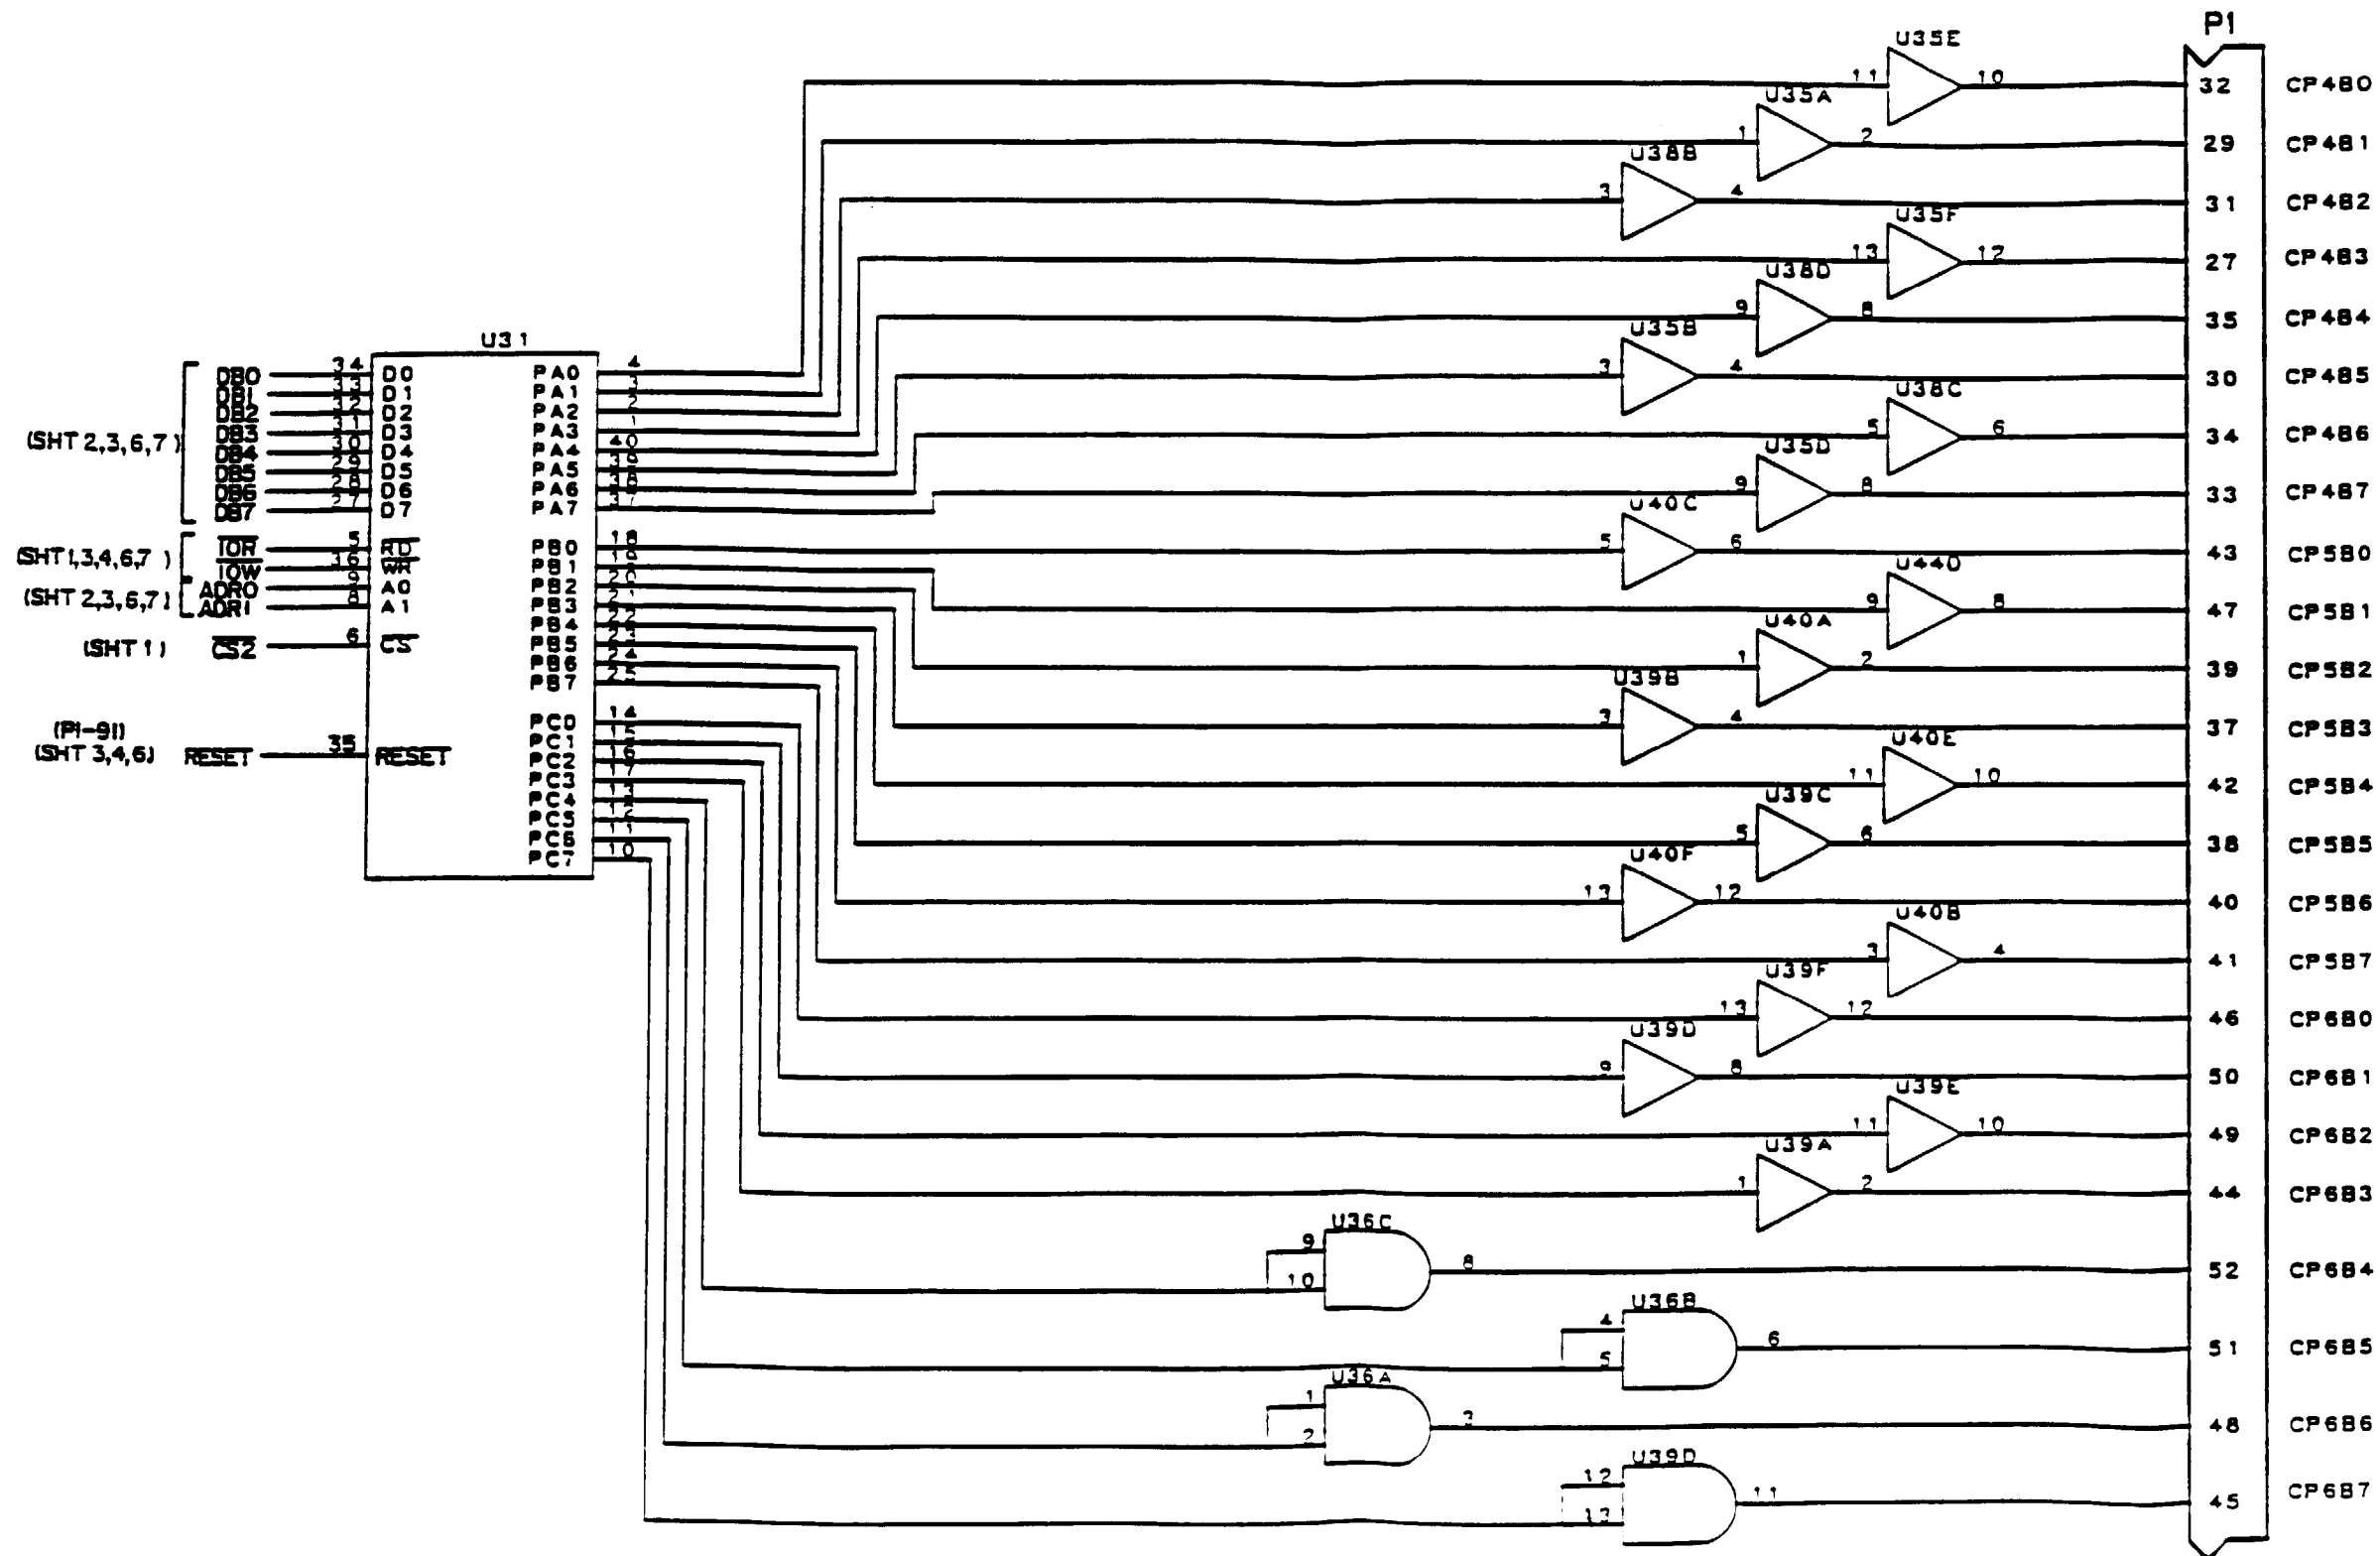 P1
U35E
11 10 32 CP4B0
U35A
1 2 29 CP4B1
U38B
3 4 31 CP4B2
U35F
13 12 27 CP4B3
U38D
9 8 35 CP4B4
U35B
3 4 30 CP4B5
U38C
5 6 34 CP4B6
U35D
9 8 33 CP4B7
U40C
5 6 43 CP5B0
U44D
9 8 47 CP5B1
U40A
1 2 39 CP5B2
U39B
3 4 37 CP5B3
U40E
11 10 42 CP5B4
U39C
5 6 38 CP5B5
U40F
13 12 40 CP5B6
U40B
3 4 41 CP5B7
U39F
13 12 46 CP6B0
U39D
9 8 50 CP6B1
U39E
11 10 49 CP6B2
U39A
1 2 44 CP6B3
U36C
9
10 8 52 CP6B4
U36B
4
5 6 51 CP6B5
U36A
1
2 3 48 CP6B6
U39D
12
13 11 45 CP6B7
U31
(SHT 2,3,6,7)
DB0 34 D0 PA0 4
DB1 33 D1 PA1 3
DB2 32 D2 PA2 2
DB3 31 D3 PA3 1
DB4 30 D4 PA4 40
DB5 29 D5 PA5 39
DB6 28 D6 PA6 38
DB7 27 D7 PA7 37
(SHT 1,3,4,6,7)
IOR 5 RD PB0 18
IOW 36 WR PB1 19
(SHT 2,3,6,7)
ADR0 9 A0 PB2 20
ADR1 8 A1 PB3 21
PB4 22
(SHT 1) CS2 6 CS PB5 23
PB6 24
PB7 25
PC0 14
(P1-91)
(SHT 3,4,6) RESET 35 RESET
PC1 15
PC2 16
PC3 17
PC4 13
PC5 12
PC6 11
PC7 10